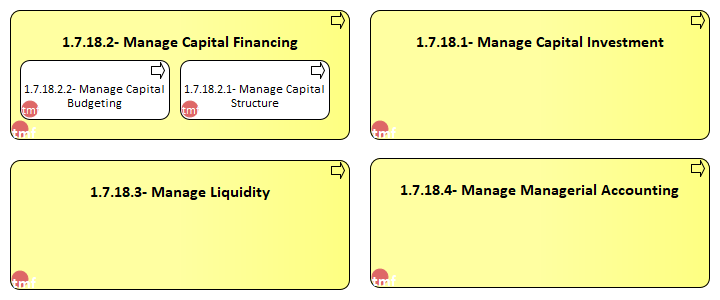 1.7.18.2- Manage Capital Financing
1.7.18.2.2- Manage Capital
Budgeting
tmf
1.7.18.2.1- Manage Capital
Structure
tmf
tmf
1.7.18.1- Manage Capital Investment
tmf
1.7.18.3- Manage Liquidity
tmf
1.7.18.4- Manage Managerial Accounting
tmf